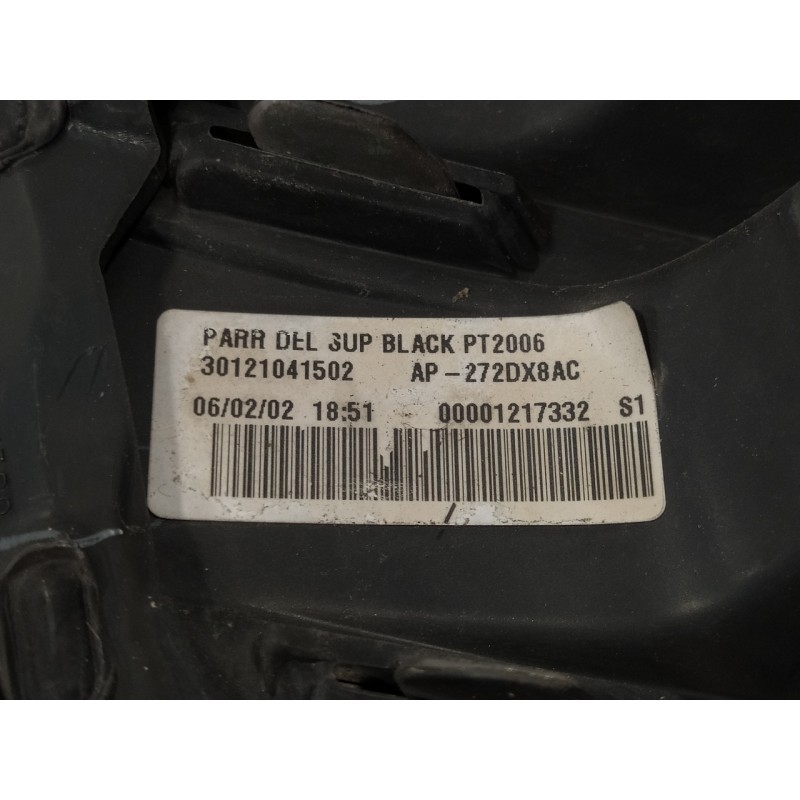 PARR DEL SUP BLACK PT2006
30121041502 AP-272DX8AC
06/02/02 18:51 00001217332 S1